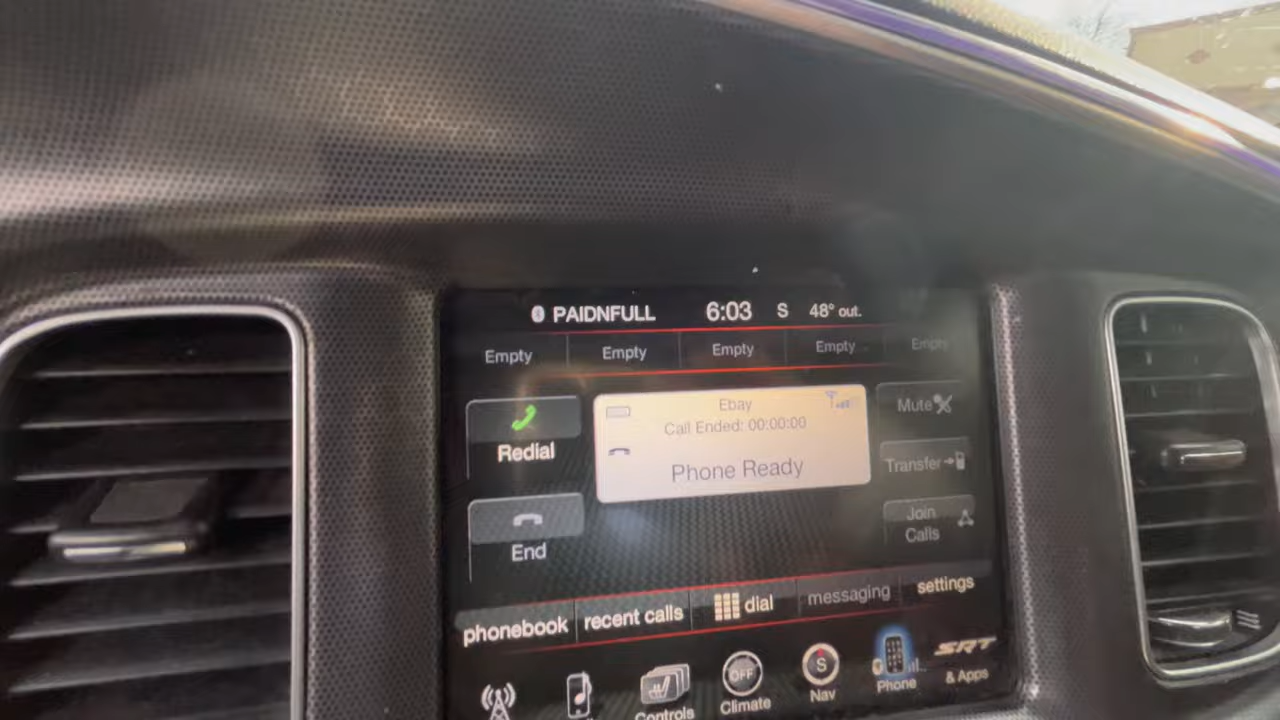 PAIDNFULL 6:03 S 48° out.
Empty Empty Empty Empty Empty
Redial
Ebay
Call Ended: 00:00:00
Phone Ready
Mute
Transfer
End
Join
Calls
phonebook recent calls dial messaging settings
OFF S SRT
Controls Climate Nav Phone & Apps